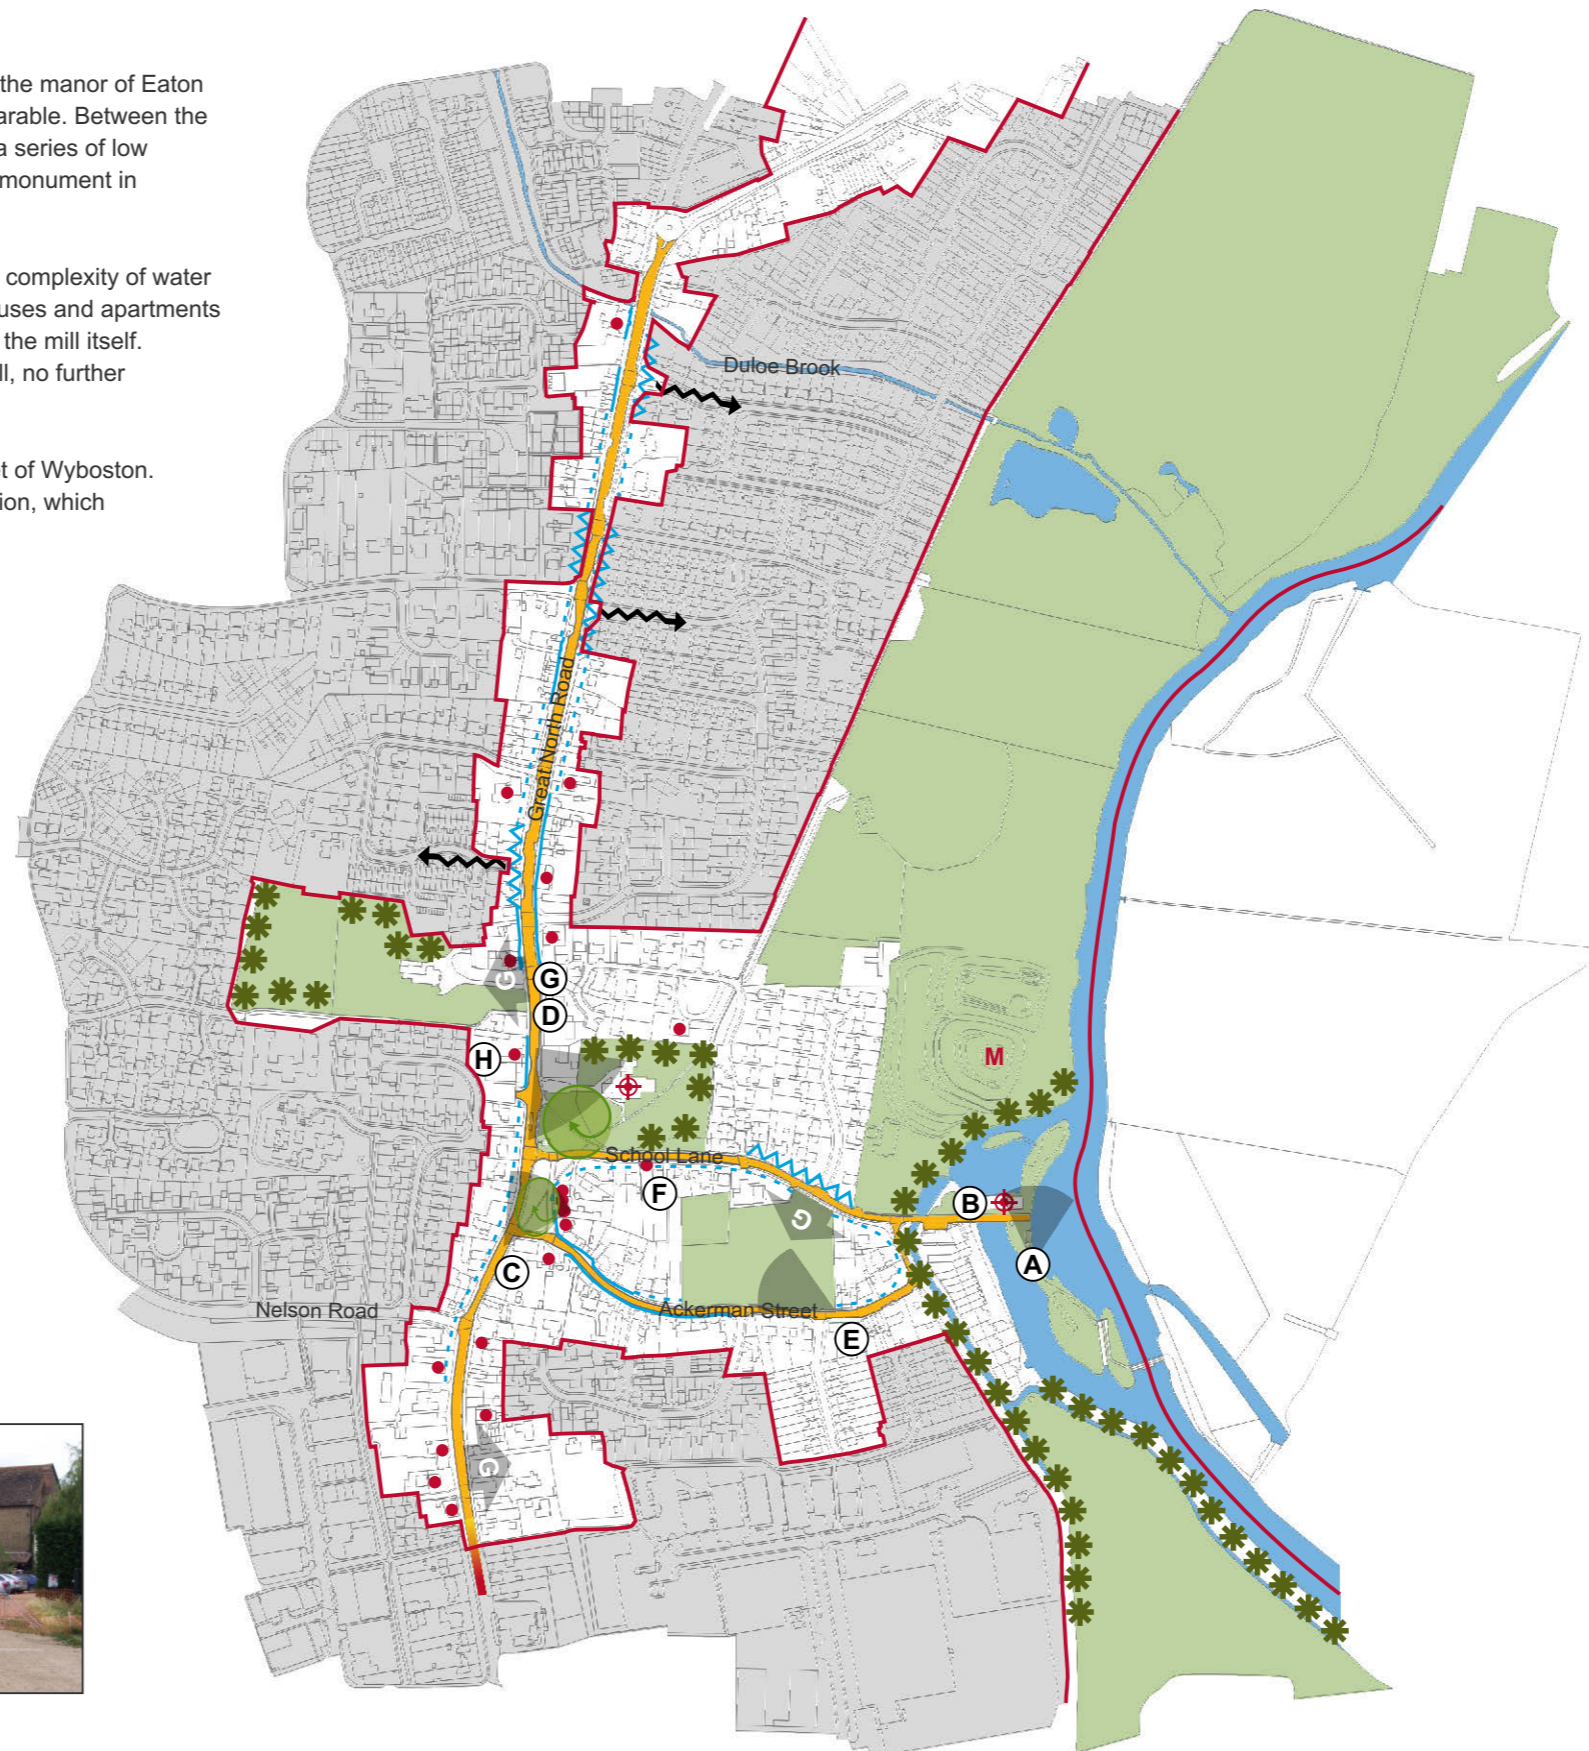 the manor of Eaton
arable. Between the
a series of low
monument in
complexity of water
uses and apartments
the mill itself.
ll, no further
t of Wyboston.
ion, which
Duloe Brook
Great North Road
G
G
D
H
M
School Lane
F
B
G
A
C
Nelson Road
Ackerman Street
E
G